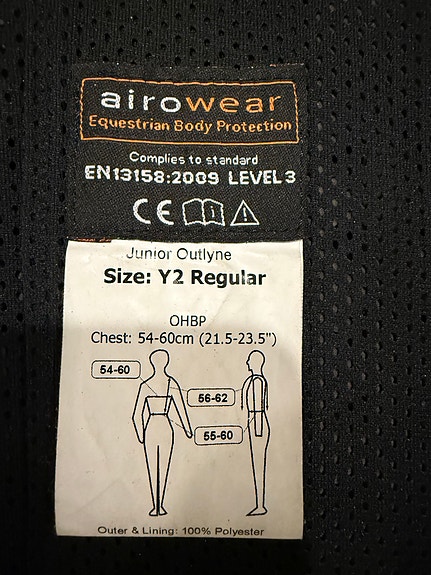 airowear
Equestrian Body Protection
Complies to standard
EN13158:2009 LEVEL 3
CE
Junior Outlyne
Size: Y2 Regular
OHBP
Chest: 54-60cm (21.5-23.5")
54-60
56-62
55-60
Outer & Lining: 100% Polyester